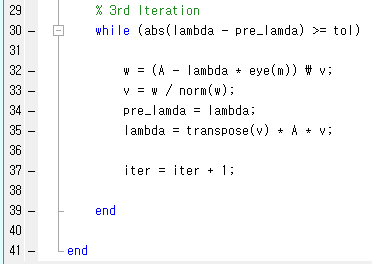 29 % 3rd Iteration
30 – while (abs(lambda - pre_lamda) >= tol)
31
32 – w = (A - lambda * eye(m)) ₩ v;
33 – v = w / norm(w);
34 – pre_lamda = lambda;
35 – lambda = transpose(v) * A * v;
36
37 – iter = iter + 1;
38
39 – end
40
41 – end